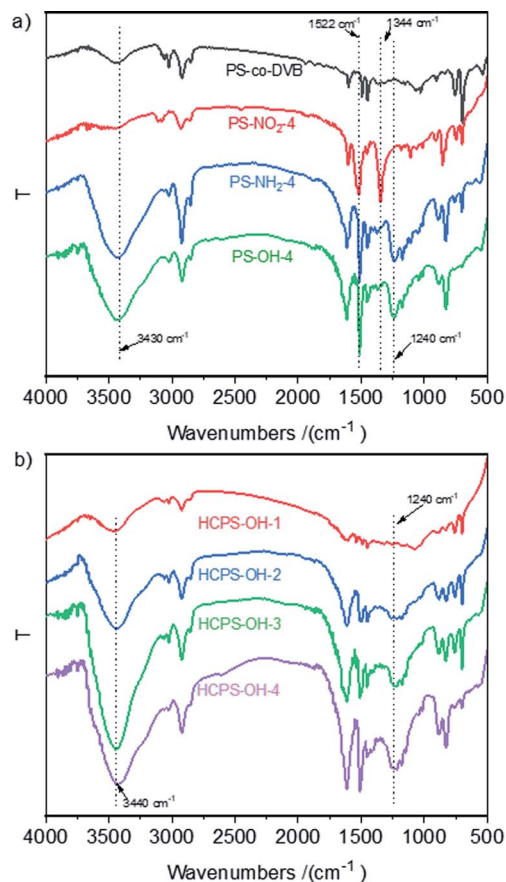 a)
1522 cm⁻¹
1344 cm⁻¹
PS-co-DVB
PS-NO₂-4
PS-NH₂-4
PS-OH-4
3430 cm⁻¹
1240 cm⁻¹
T
4000 3500 3000 2500 2000 1500 1000 500
Wavenumbers /(cm⁻¹)
b)
1240 cm⁻¹
HCPS-OH-1
HCPS-OH-2
HCPS-OH-3
HCPS-OH-4
3440 cm⁻¹
T
4000 3500 3000 2500 2000 1500 1000 500
Wavenumbers /(cm⁻¹)